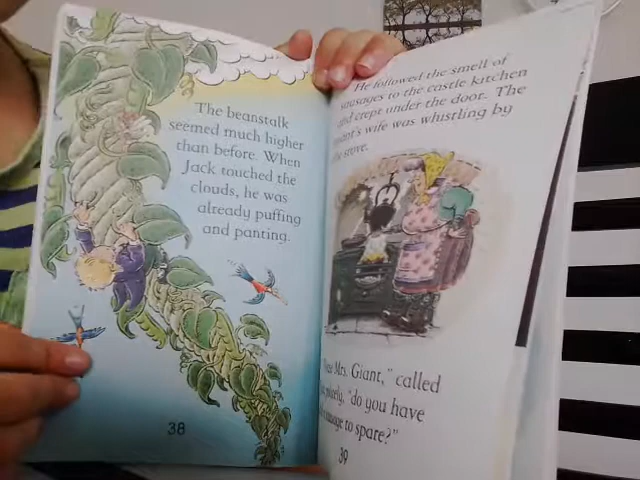 The beanstalk
seemed much higher
than before. When
Jack touched the
clouds, he was
already puffing
and panting.
38
He followed the smell of
sausages to the castle kitchen
and crept under the door. The
giant's wife was whistling by
stove.
Mrs. Giant," called
"do you have
to spare?"
39